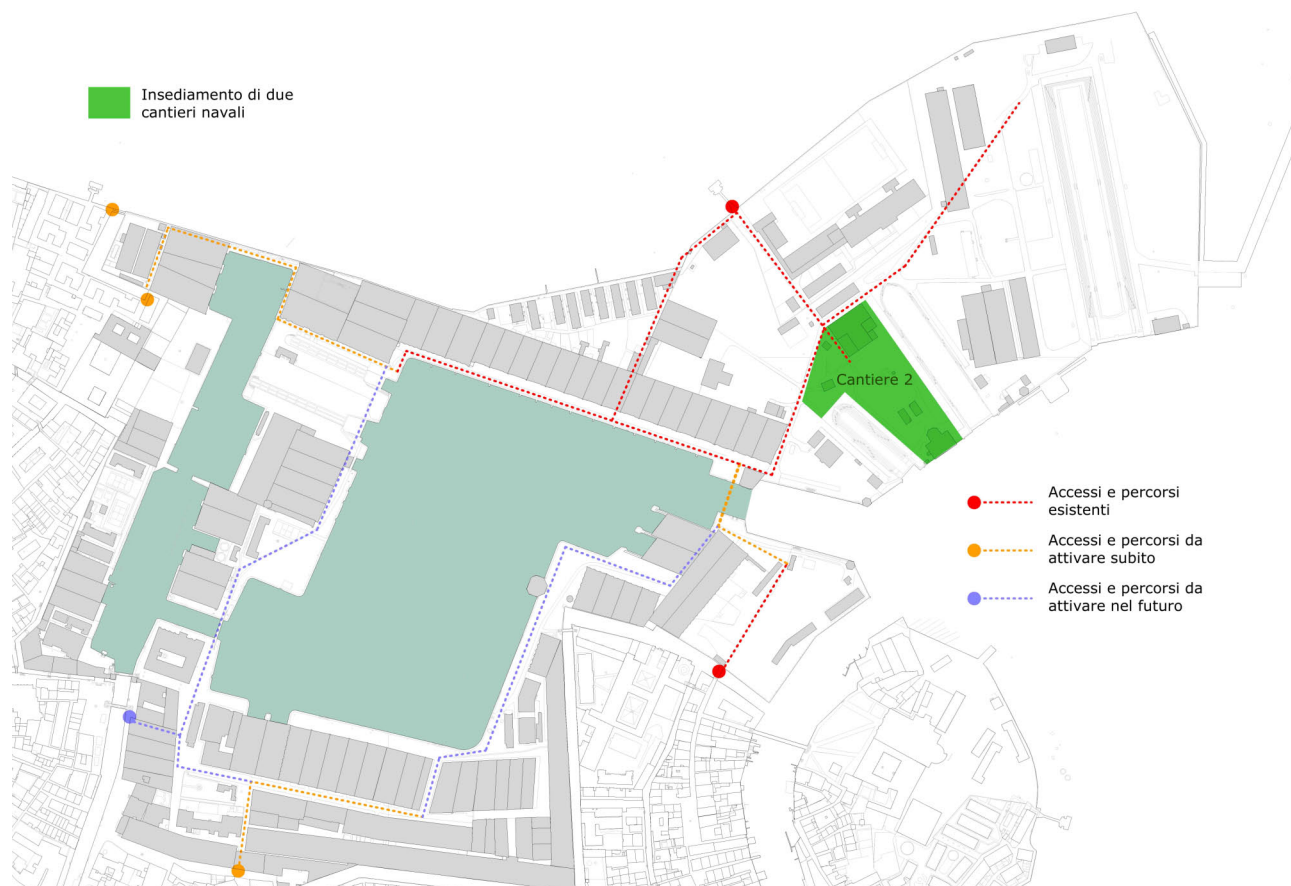 Insediamento di due
cantieri navali
Cantiere 2
Accessi e percorsi
esistenti
Accessi e percorsi da
attivare subito
Accessi e percorsi da
attivare nel futuro